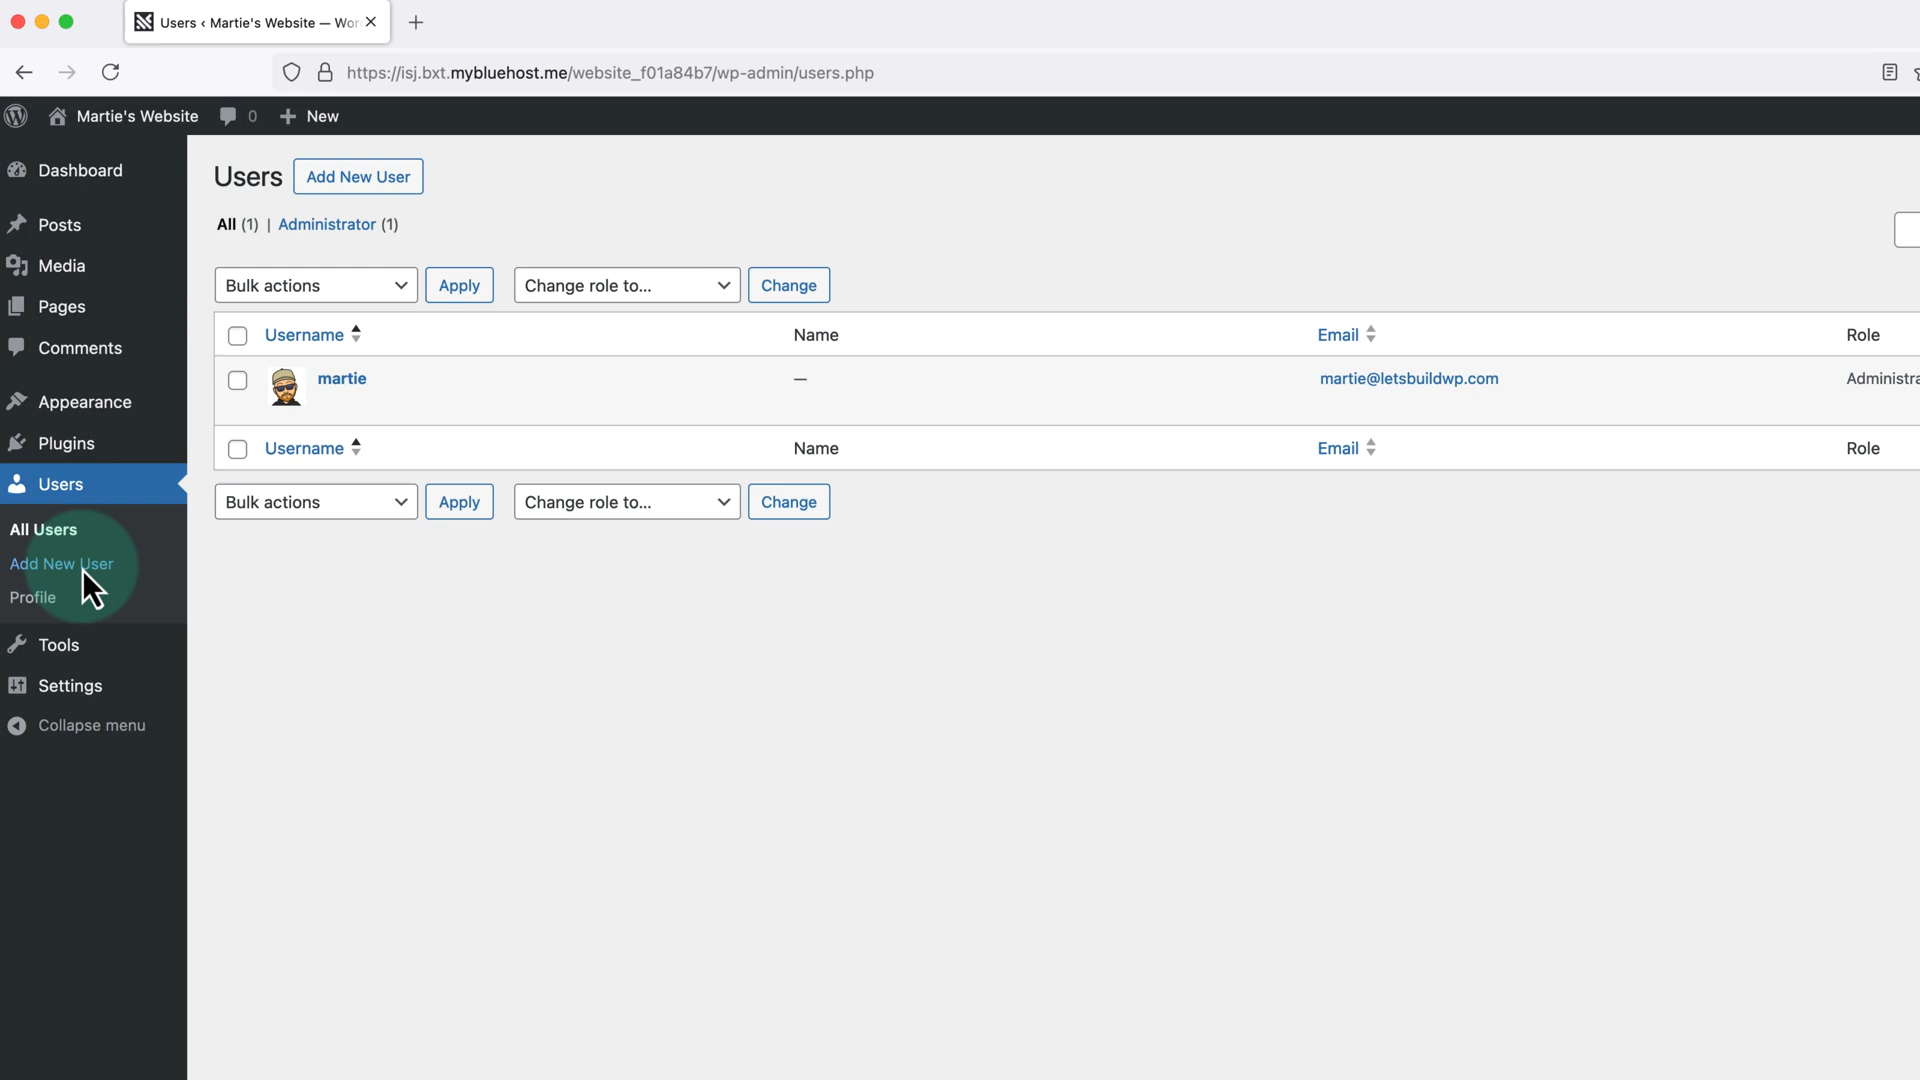 Users ‹ Martie's Website — Wor
https://isj.bxt.mybluehost.me/website_f01a84b7/wp-admin/users.php
Martie's Website 0 New
Dashboard
Posts
Media
Pages
Comments
Appearance
Plugins
Users
All Users
Add New User
Profile
Tools
Settings
Collapse menu
Users Add New User
All (1) | Administrator (1)
Bulk actions Apply Change role to... Change
Username Name Email Role
martie — martie@letsbuildwp.com Administra
Username Name Email Role
Bulk actions Apply Change role to... Change